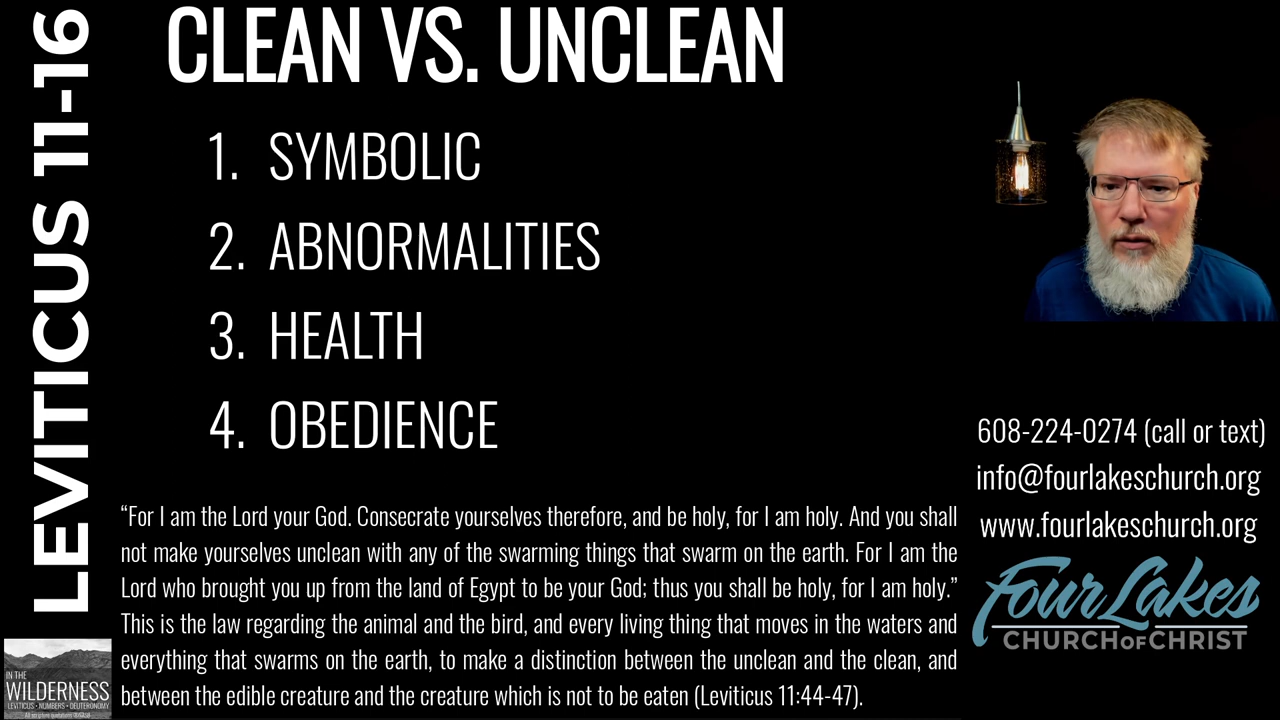 LEVITICUS 11-16
CLEAN VS. UNCLEAN
1. SYMBOLIC
2. ABNORMALITIES
3. HEALTH
4. OBEDIENCE
“For I am the Lord your God. Consecrate yourselves therefore, and be holy, for I am holy. And you shall
not make yourselves unclean with any of the swarming things that swarm on the earth. For I am the
Lord who brought you up from the land of Egypt to be your God; thus you shall be holy, for I am holy.”
This is the law regarding the animal and the bird, and every living thing that moves in the waters and
everything that swarms on the earth, to make a distinction between the unclean and the clean, and
between the edible creature and the creature which is not to be eaten (Leviticus 11:44-47).
608-224-0274 (call or text)
info@fourlakeschurch.org
www.fourlakeschurch.org
Four Lakes
CHURCH OF CHRIST
IN THE
WILDERNESS
LEVITICUS • NUMBERS • DEUTERONOMY